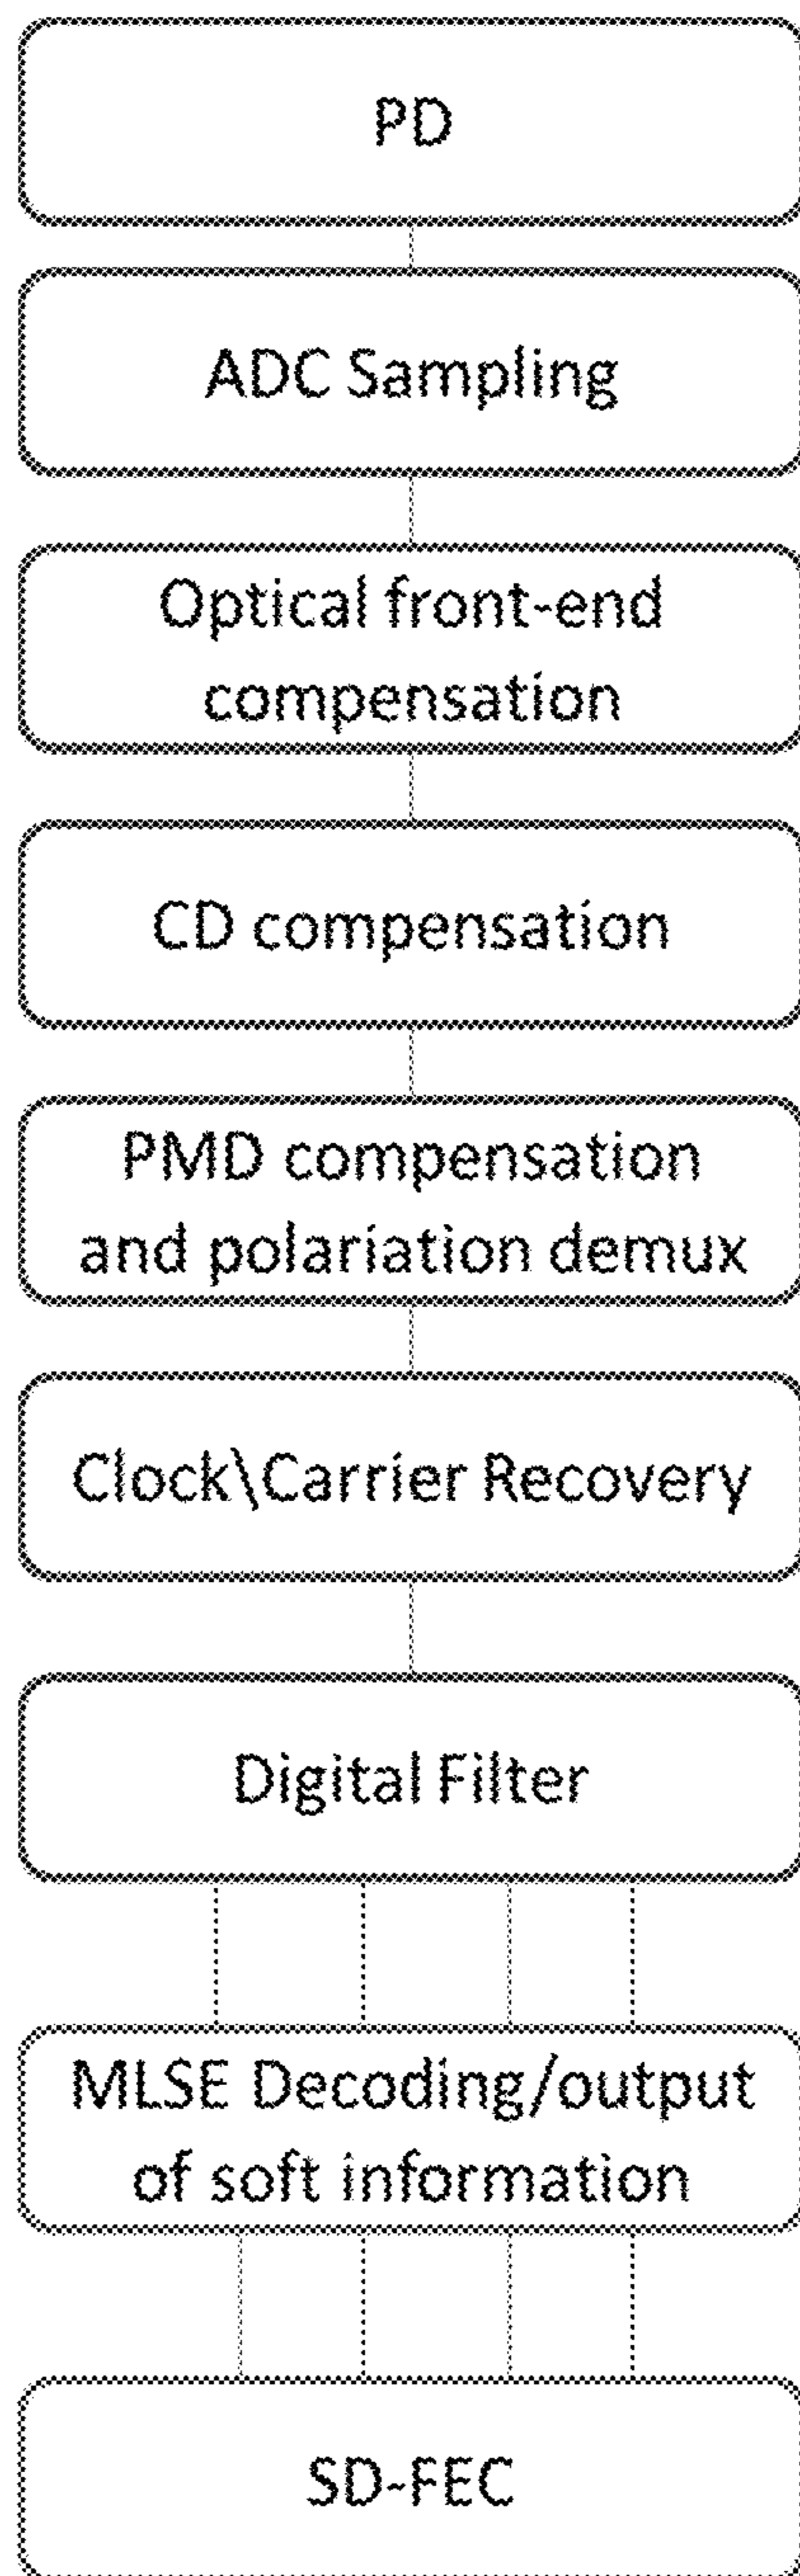 PD
ADC Sampling
Optical front-end
compensation
CD compensation
PMD compensation
and polariation demux
Clock\Carrier Recovery
Digital Filter
MLSE Decoding/output
of soft information
SD-FEC